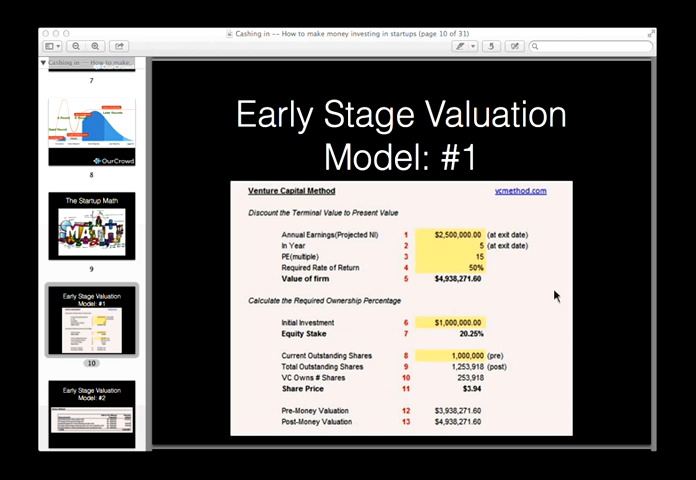 Cashing in -- How to make money investing in startups (page 10 of 31)
Cashing in -- How to make...
7
OurCrowd
8
The Startup Math
MATH
9
Early Stage Valuation
Model: #1
10
Early Stage Valuation
Model: #2
Early Stage Valuation
Model: #1
Venture Capital Method vcmethod.com
Discount the Terminal Value to Present Value
Annual Earnings(Projected NI) 1 $2,500,000.00 (at exit date)
In Year 2 5 (at exit date)
PE(multiple) 3 15
Required Rate of Return 4 50%
Value of firm 5 $4,938,271.60
Calculate the Required Ownership Percentage
Initial Investment 6 $1,000,000.00
Equity Stake 7 20.25%
Current Outstanding Shares 8 1,000,000 (pre)
Total Outstanding Shares 9 1,253,918 (post)
VC Owns # Shares 10 253,918
Share Price 11 $3.94
Pre-Money Valuation 12 $3,938,271.60
Post-Money Valuation 13 $4,938,271.60